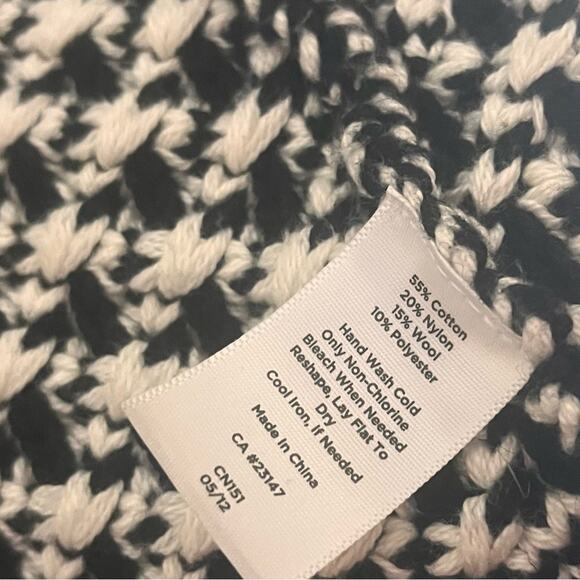 55% Cotton
20% Nylon
15% Wool
10% Polyester
Hand Wash Cold
Only Non-Chlorine
Bleach When Needed
Reshape, Lay Flat To
Dry
Cool Iron, If Needed
Made In China
CA #23147
CN151
05/12